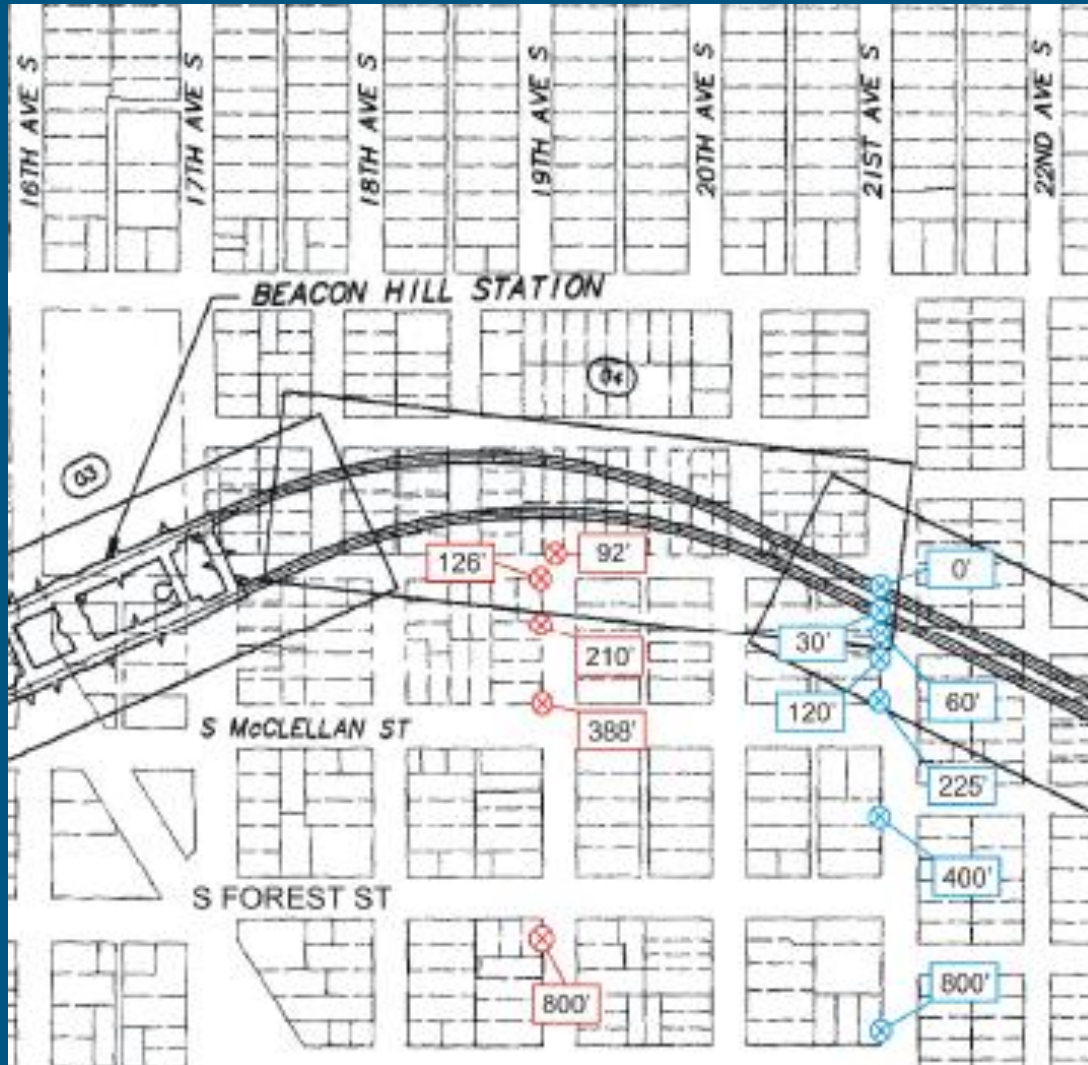 16TH AVE S
17TH AVE S
18TH AVE S
19TH AVE S
20TH AVE S
21ST AVE S
22ND AVE S
BEACON HILL STATION
04
03
126'
92'
0'
30'
210'
60'
120'
388'
S McCLELLAN ST
225'
400'
S FOREST ST
800'
800'